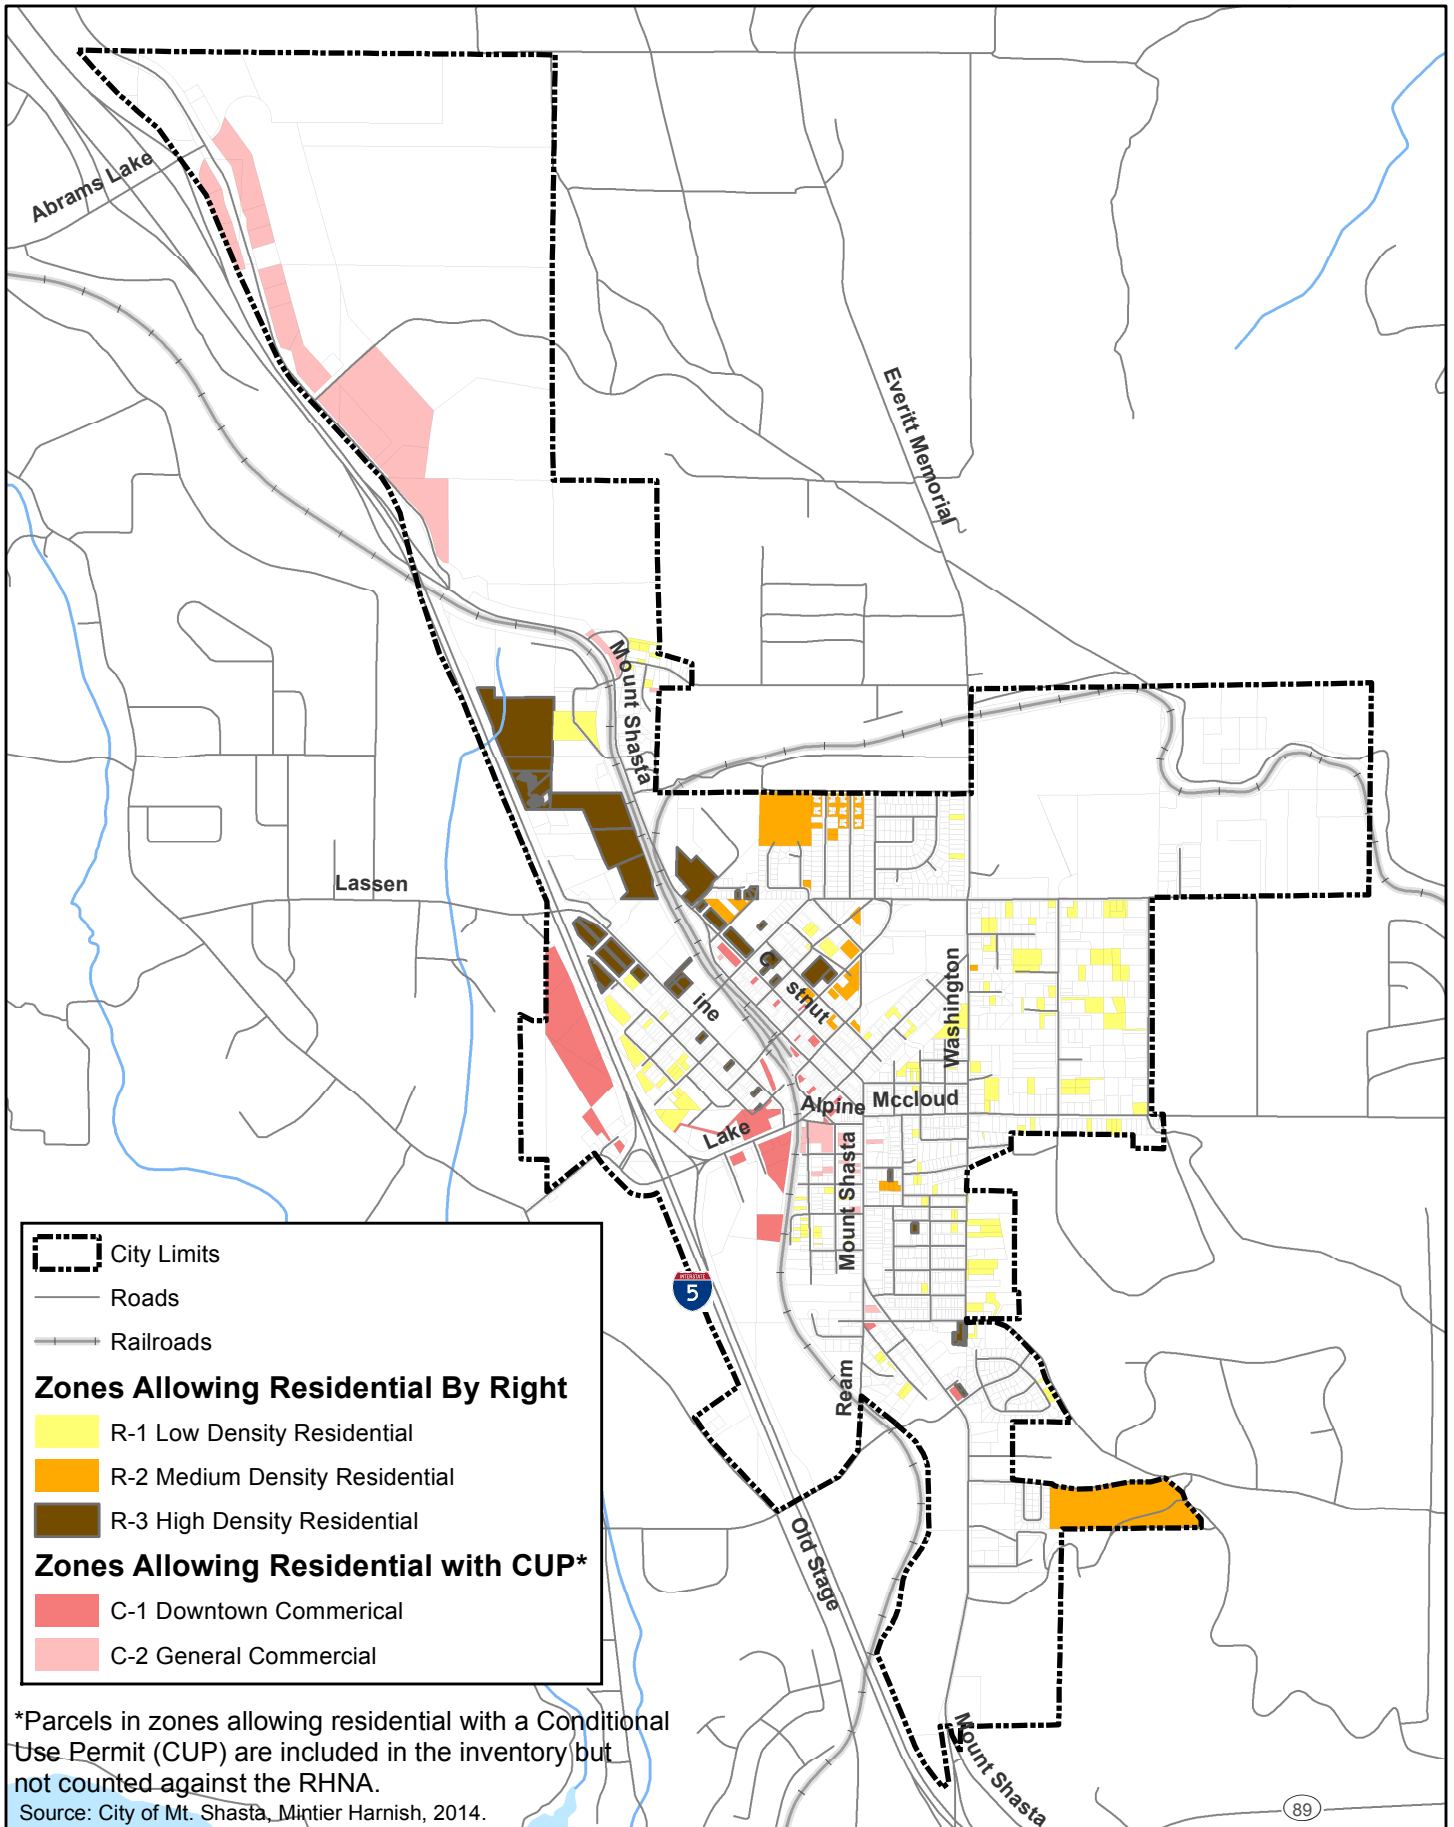 Abrams Lake
Everitt Memorial
Mount Shasta
Lassen
C stnut
ine
Washington
Alpine
Mccloud
Lake
Mount Shasta
INTERSTATE
5
Ream
Old Stage
Mount Shasta
89
City Limits
Roads
Railroads
Zones Allowing Residential By Right
R-1 Low Density Residential
R-2 Medium Density Residential
R-3 High Density Residential
Zones Allowing Residential with CUP*
C-1 Downtown Commerical
C-2 General Commercial
*Parcels in zones allowing residential with a Conditional
Use Permit (CUP) are included in the inventory but
not counted against the RHNA.
Source: City of Mt. Shasta, Mintier Harnish, 2014.